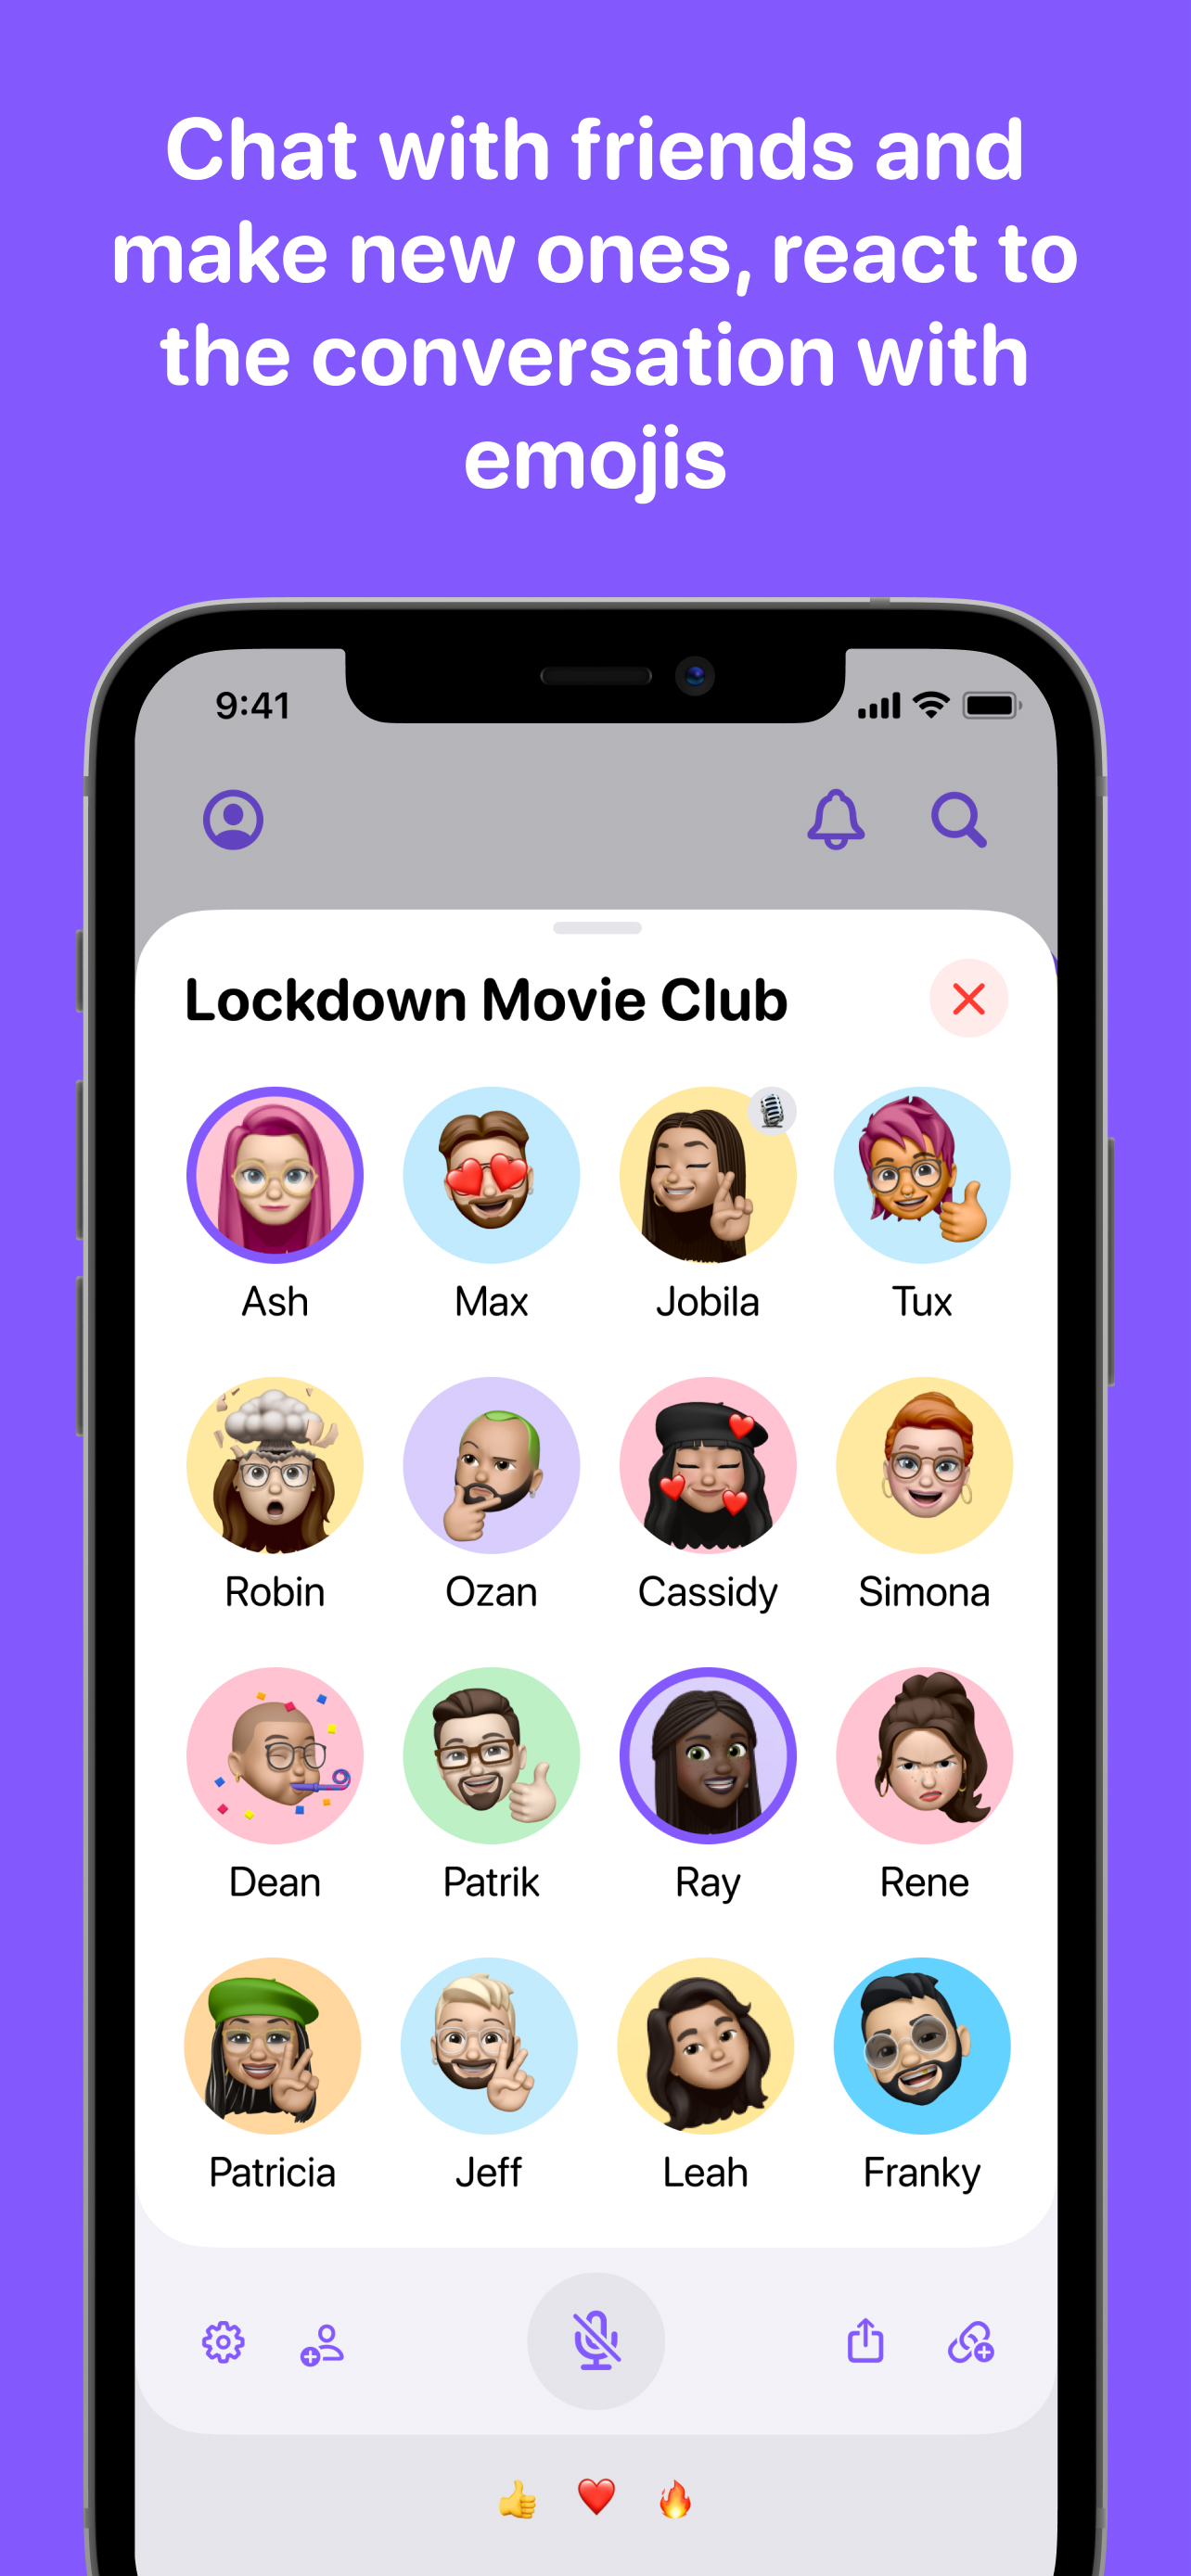 Chat with friends and
make new ones, react to
the conversation with
emojis
9:41
Lockdown Movie Club
Ash Max Jobila Tux
Robin Ozan Cassidy Simona
Dean Patrik Ray Rene
Patricia Jeff Leah Franky